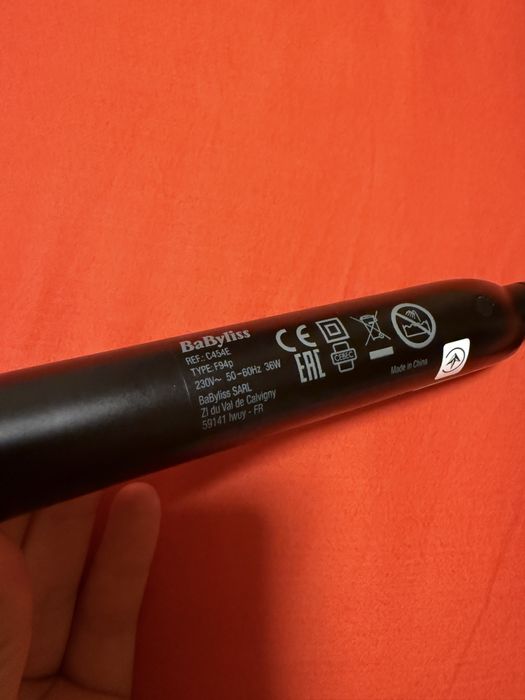 BaByliss
REF.: C454E
TYPE: F94p
230V~ 50-60Hz 36W
BaByliss SARL
ZI du Val de Calvigny
59141 Iwuy - FR
CE
EAC
CEBEC
Made in China